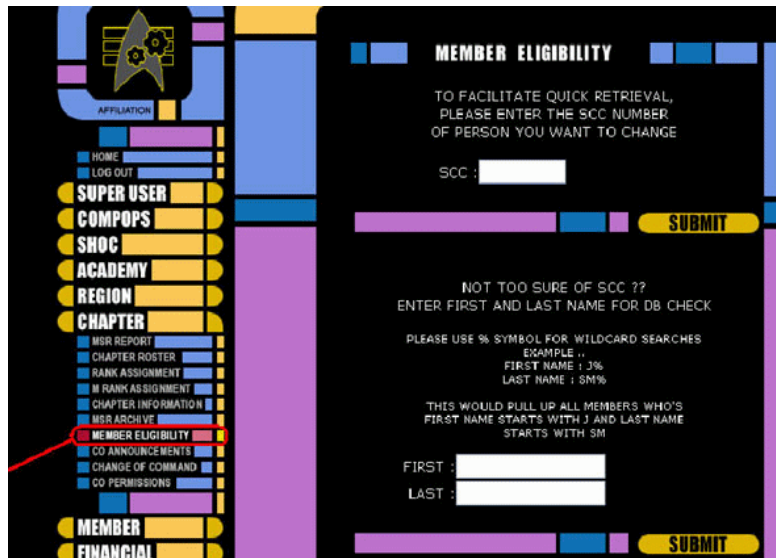 AFFILIATION
HOME
LOG OUT
SUPER USER
COMPOPS
SHOC
ACADEMY
REGION
CHAPTER
MSR REPORT
CHAPTER ROSTER
RANK ASSIGNMENT
M RANK ASSIGNMENT
CHAPTER INFORMATION
MSR ARCHIVE
MEMBER ELIGIBILITY
CO ANNOUNCEMENTS
CHANGE OF COMMAND
CO PERMISSIONS
MEMBER
FINANCIAL
MEMBER ELIGIBILITY
TO FACILITATE QUICK RETRIEVAL,
PLEASE ENTER THE SCC NUMBER
OF PERSON YOU WANT TO CHANGE
SCC :
SUBMIT
NOT TOO SURE OF SCC ??
ENTER FIRST AND LAST NAME FOR DB CHECK
PLEASE USE % SYMBOL FOR WILDCARD SEARCHES
EXAMPLE ..
FIRST NAME : J%
LAST NAME : SM%
THIS WOULD PULL UP ALL MEMBERS WHO'S
FIRST NAME STARTS WITH J AND LAST NAME
STARTS WITH SM
FIRST :
LAST :
SUBMIT